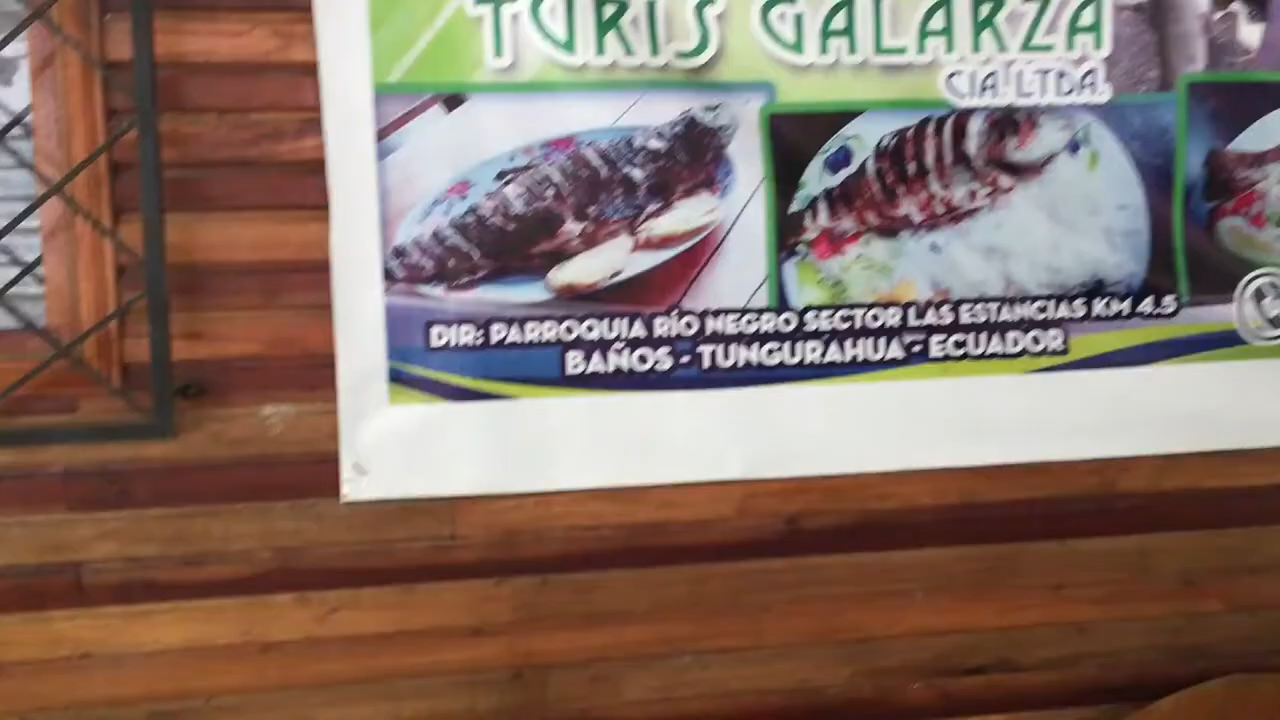 TURIS GALARZA
CIA. LTDA.
DIR: PARROQUIA RÍO NEGRO SECTOR LAS ESTANCIAS KM 4.5
BAÑOS - TUNGURAHUA - ECUADOR